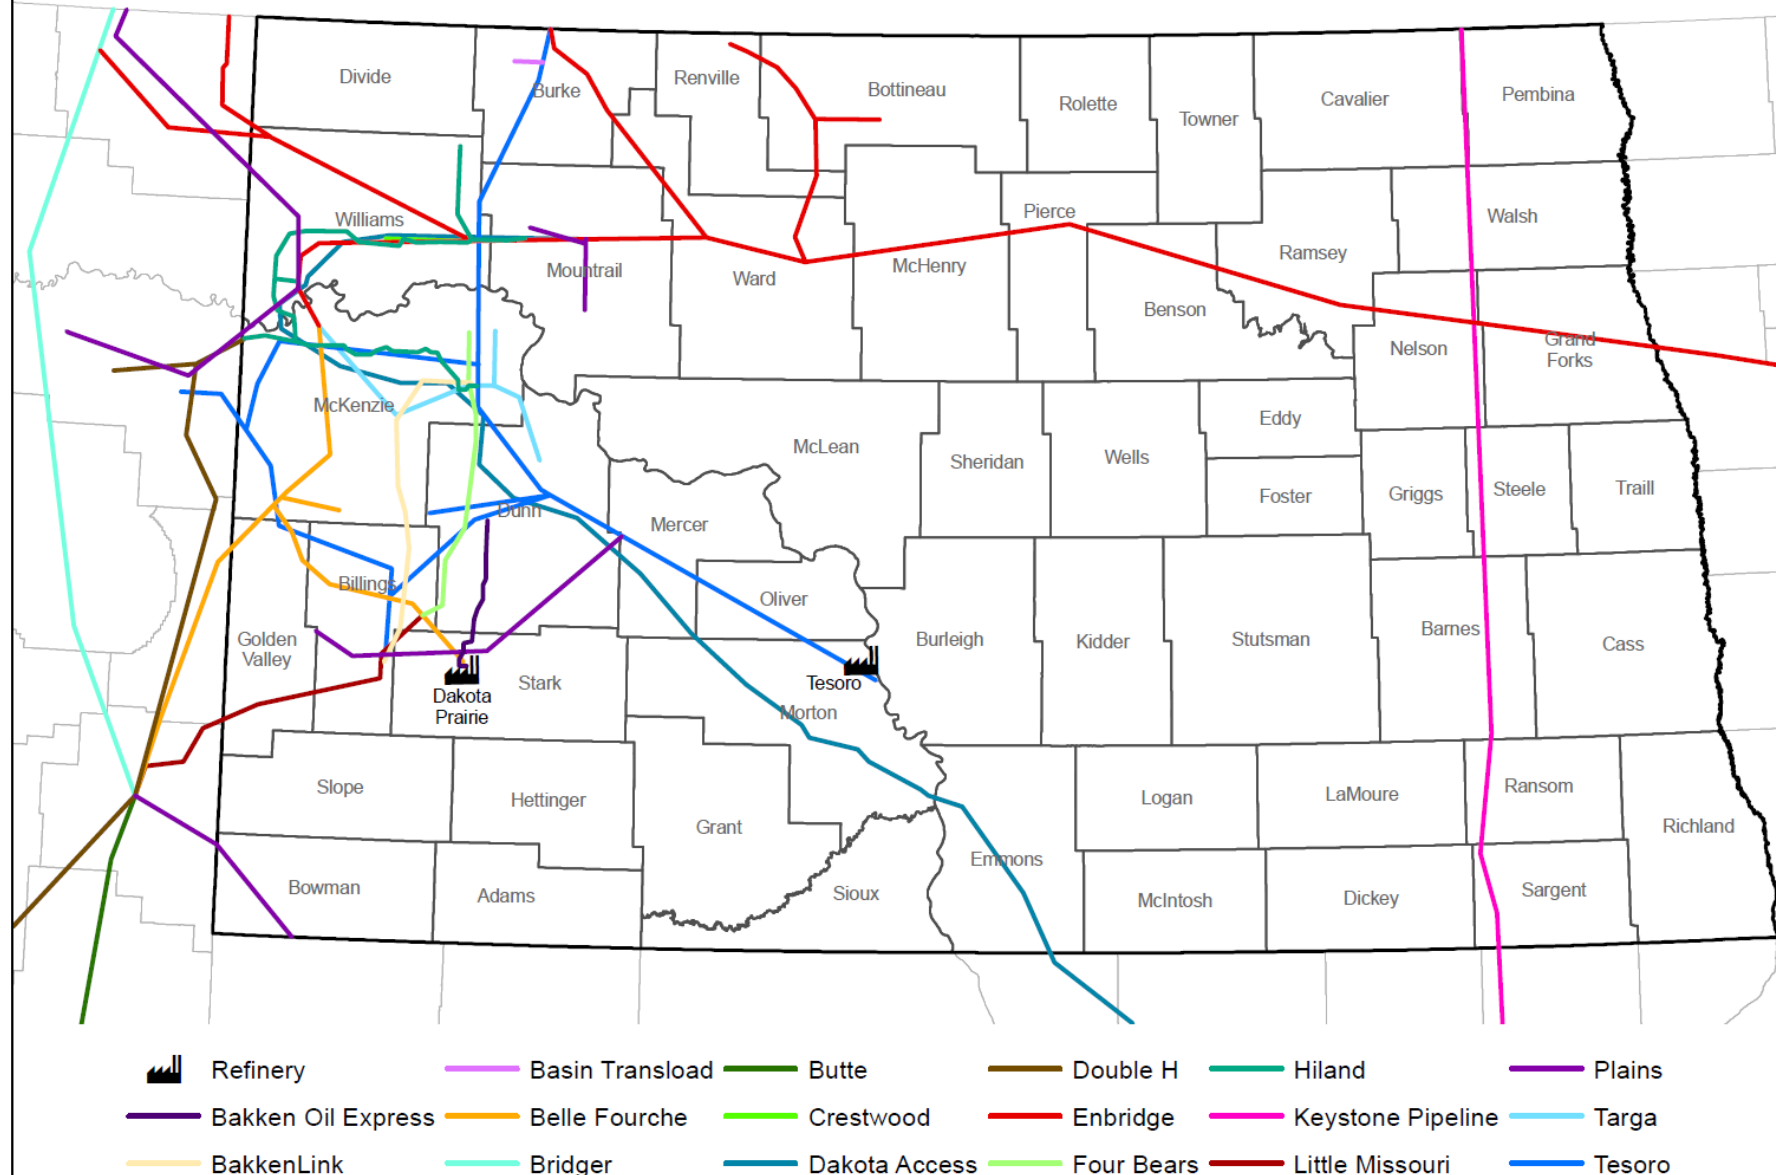 Divide
Burke
Renville
Bottineau
Rolette
Towner
Cavalier
Pembina
Williams
Mountrail
Ward
McHenry
Pierce
Benson
Ramsey
Walsh
Nelson
Grand
Forks
McKenzie
McLean
Sheridan
Wells
Eddy
Foster
Griggs
Steele
Traill
Dunn
Mercer
Oliver
Billings
Golden
Valley
Burleigh
Kidder
Stutsman
Barnes
Cass
Dakota
Prairie
Stark
Tesoro
Morton
Slope
Hettinger
Grant
Emmons
Logan
LaMoure
Ransom
Richland
Bowman
Adams
Sioux
McIntosh
Dickey
Sargent
Refinery Basin Transload Butte Double H Hiland Plains
Bakken Oil Express Belle Fourche Crestwood Enbridge Keystone Pipeline Targa
BakkenLink Bridger Dakota Access Four Bears Little Missouri Tesoro